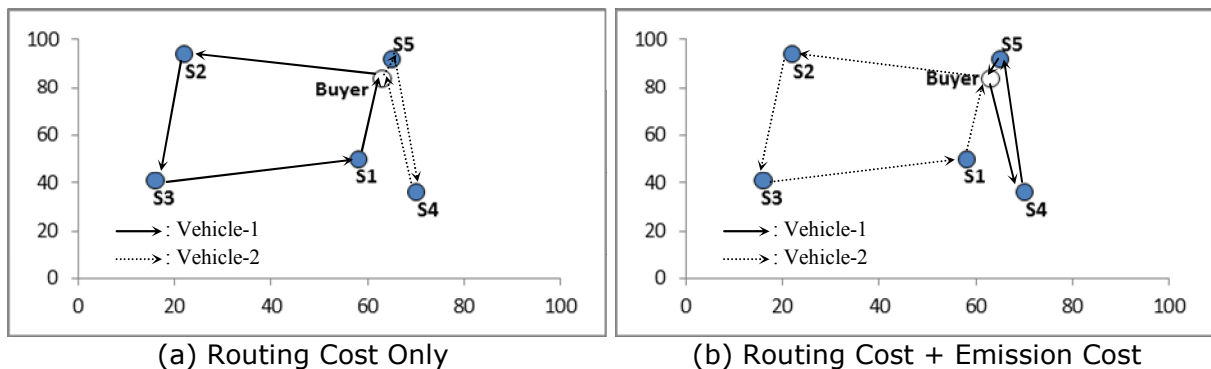 100
80
60
40
20
0
0 20 40 60 80 100
S2
S5
Buyer
S3
S1
S4
: Vehicle-1
: Vehicle-2
(a) Routing Cost Only
100
80
60
40
20
0
0 20 40 60 80 100
S2
S5
Buyer
S3
S1
S4
: Vehicle-1
: Vehicle-2
(b) Routing Cost + Emission Cost